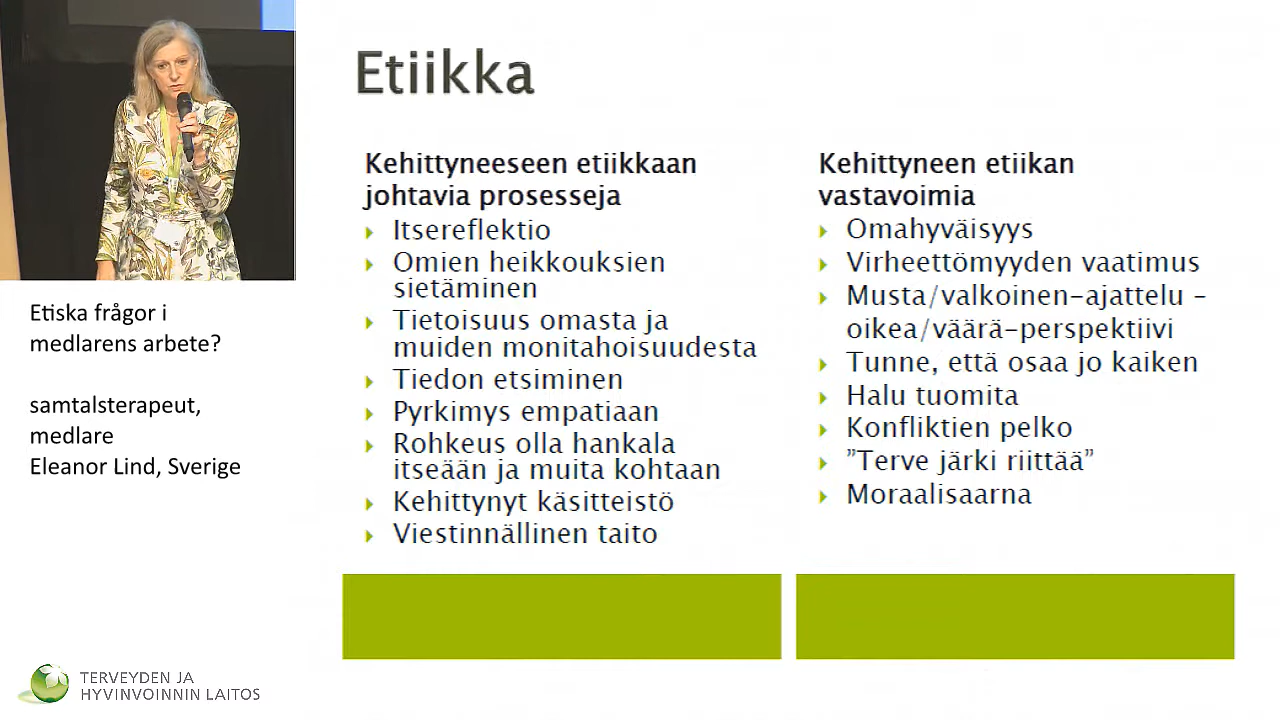 Etiikka
Kehittyneeseen etiikkaan
johtavia prosesseja
Itsereflektio
Omien heikkouksien
sietäminen
Tietoisuus omasta ja
muiden monitahoisuudesta
Tiedon etsiminen
Pyrkimys empatiaan
Rohkeus olla hankala
itseään ja muita kohtaan
Kehittynyt käsitteistö
Viestinnällinen taito
Kehittyneen etiikan
vastavoimia
Omahyväisyys
Virheettömyyden vaatimus
Musta/valkoinen-ajattelu –
oikea/väärä-perspektiivi
Tunne, että osaa jo kaiken
Halu tuomita
Konfliktien pelko
”Terve järki riittää”
Moraalisaarna
Etiska frågor i
medlarens arbete?
samtalsterapeut,
medlare
Eleanor Lind, Sverige
TERVEYDEN JA
HYVINVOINNIN LAITOS